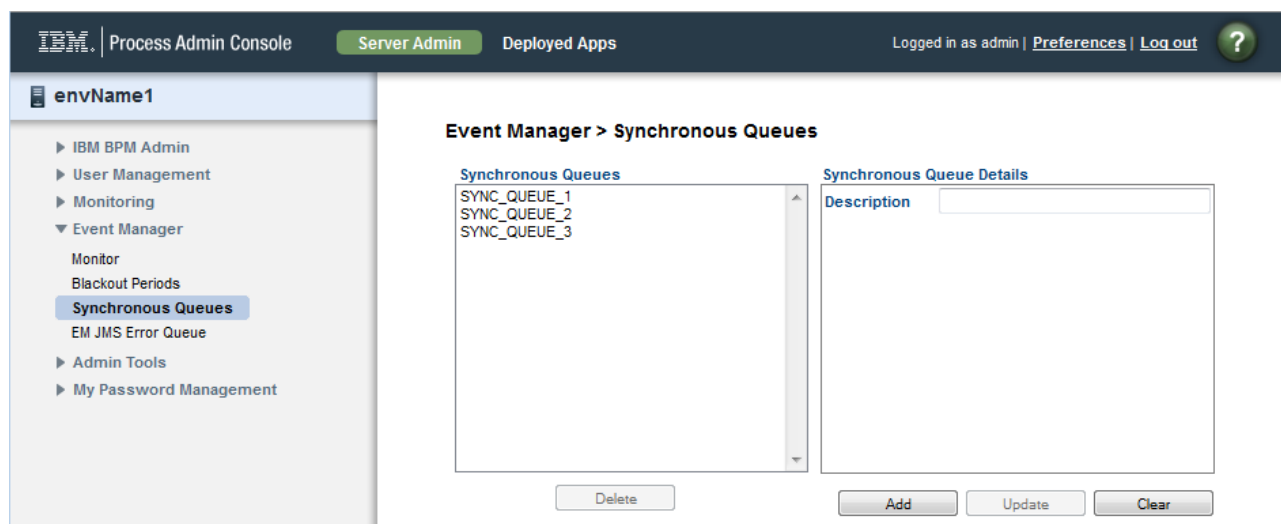 IBM. Process Admin Console Server Admin Deployed Apps Logged in as admin | Preferences | Log out ?
envName1
IBM BPM Admin
User Management
Monitoring
Event Manager
Monitor
Blackout Periods
Synchronous Queues
EM JMS Error Queue
Admin Tools
My Password Management
Event Manager > Synchronous Queues
Synchronous Queues
SYNC_QUEUE_1
SYNC_QUEUE_2
SYNC_QUEUE_3
Delete
Synchronous Queue Details
Description
Add Update Clear